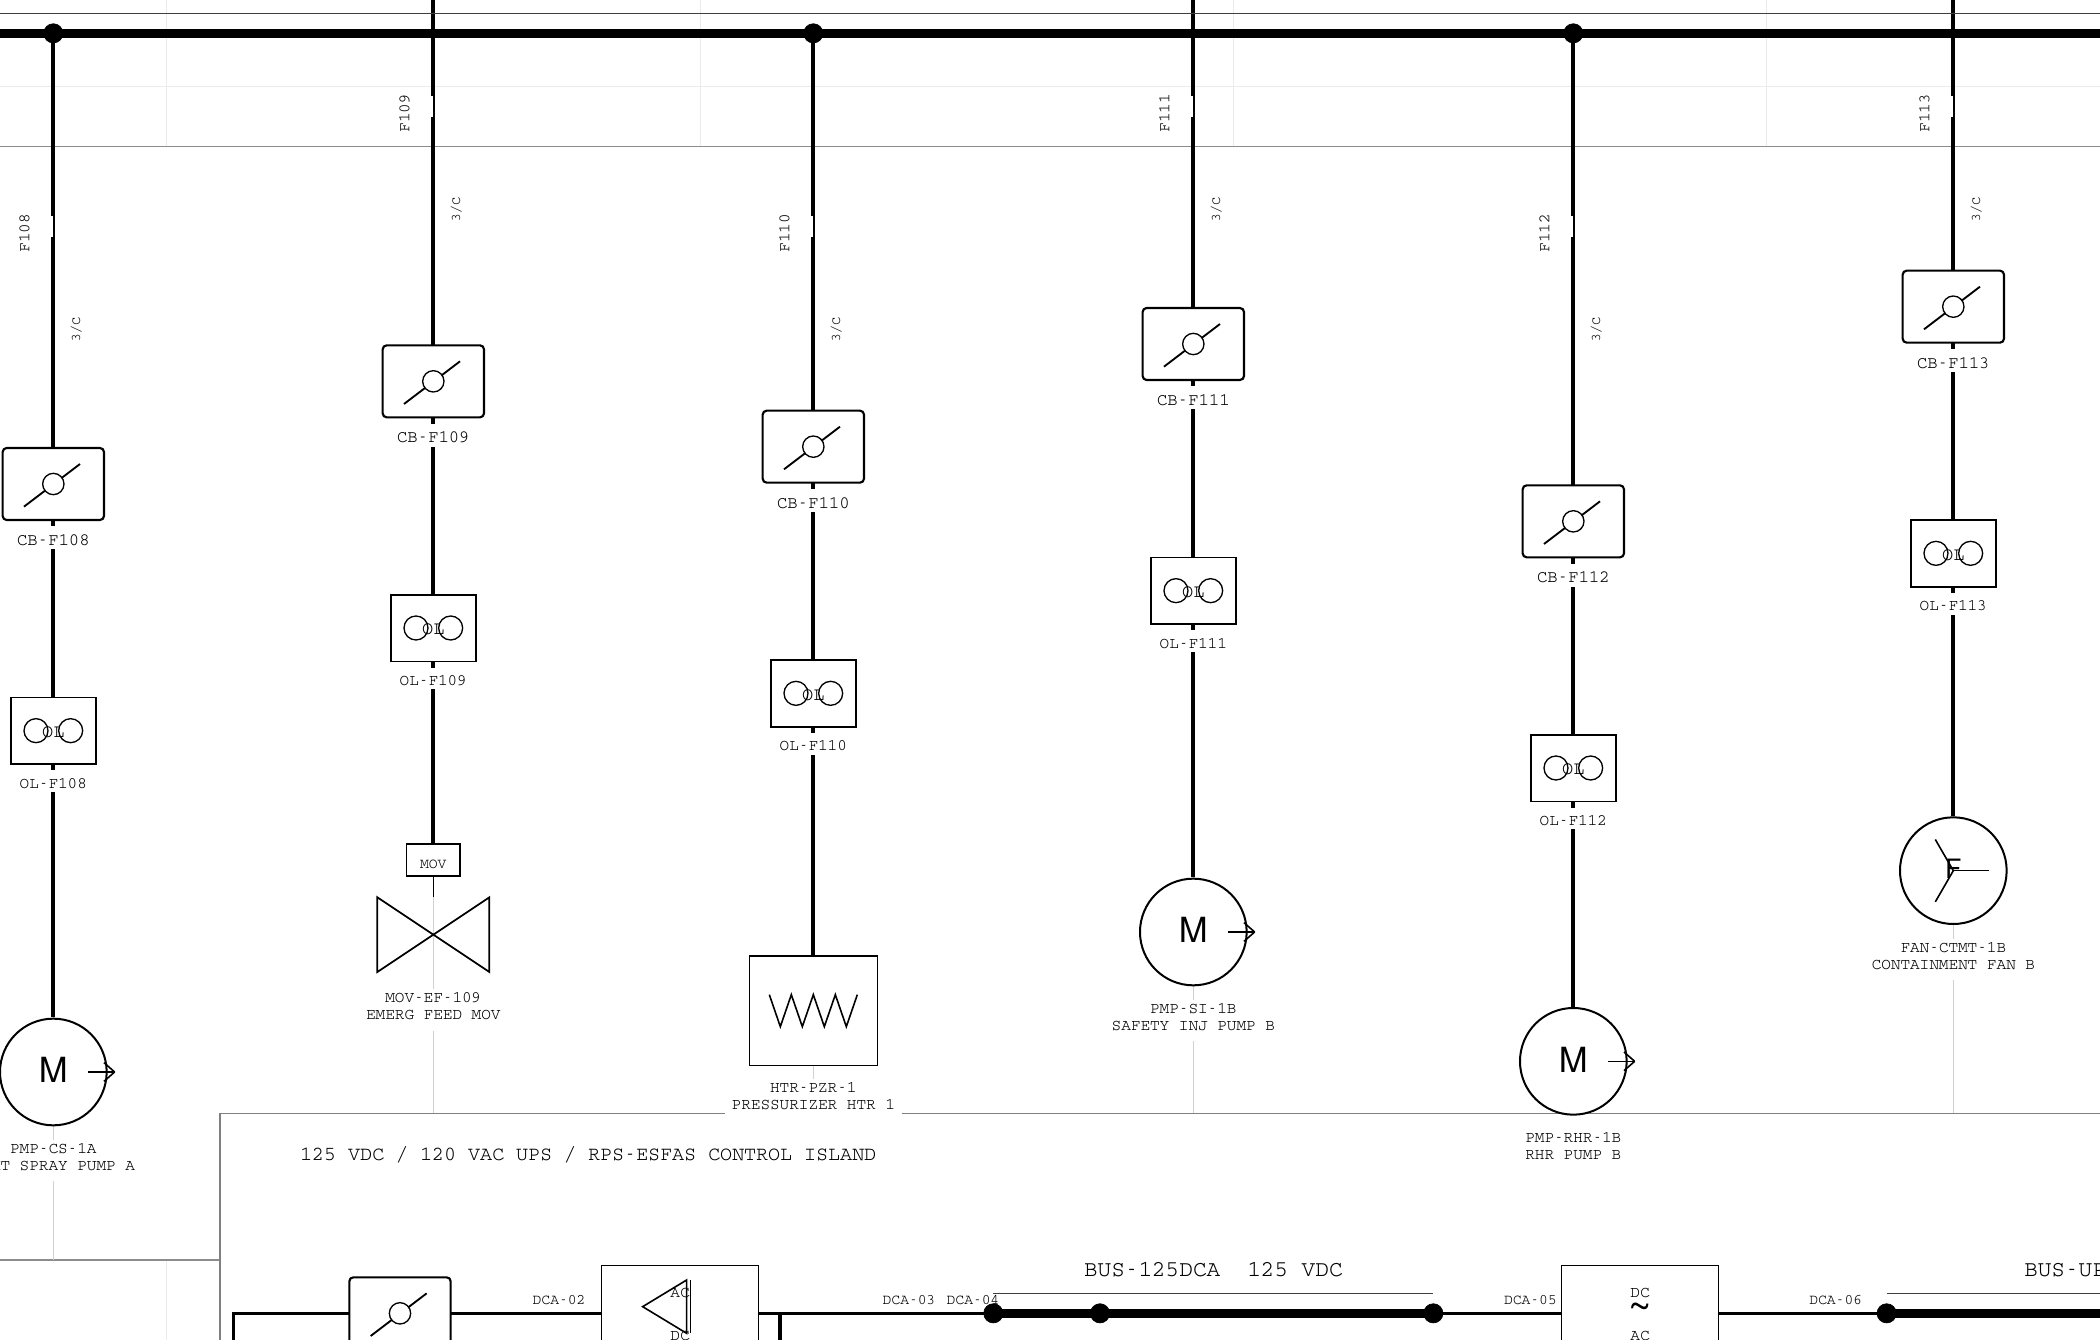 F109
F111
F113
3/C
3/C
3/C
F108
F110
F112
3/C
3/C
3/C
CB-F113
CB-F111
CB-F109
CB-F110
CB-F108
OL
CB-F112
OL
OL-F113
OL
OL-F111
OL-F109
OL
OL
OL-F110
OL
OL-F108
OL-F112
MOV
F
M
FAN-CTMT-1B
CONTAINMENT FAN B
MOV-EF-109
EMERG FEED MOV
PMP-SI-1B
SAFETY INJ PUMP B
M
M
HTR-PZR-1
PRESSURIZER HTR 1
PMP-RHR-1B
RHR PUMP B
PMP-CS-1A
T SPRAY PUMP A
125 VDC / 120 VAC UPS / RPS-ESFAS CONTROL ISLAND
BUS-125DCA 125 VDC
BUS-UP
DCA-02
AC
DC
DCA-03
DCA-04
DCA-05
DC
~
AC
DCA-06